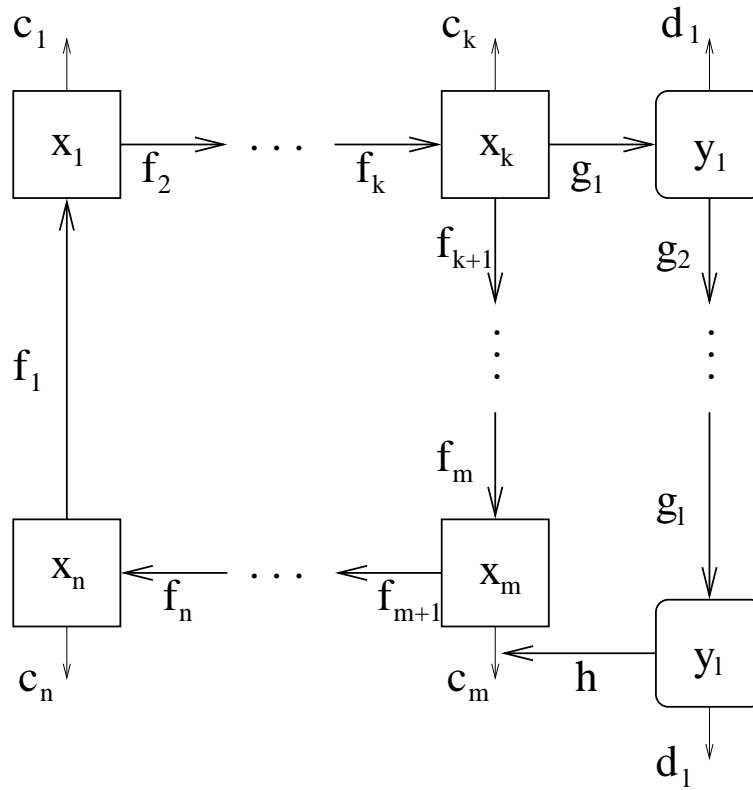 c₁ cₖ d₁
x₁ f₂ . . . fₖ xₖ g₁ y₁
fₖ₊₁ g₂
f₁ ⋮ ⋮
fₘ gₗ
xₙ fₙ . . . fₘ₊₁ xₘ
cₙ cₘ h yₗ
dₗ